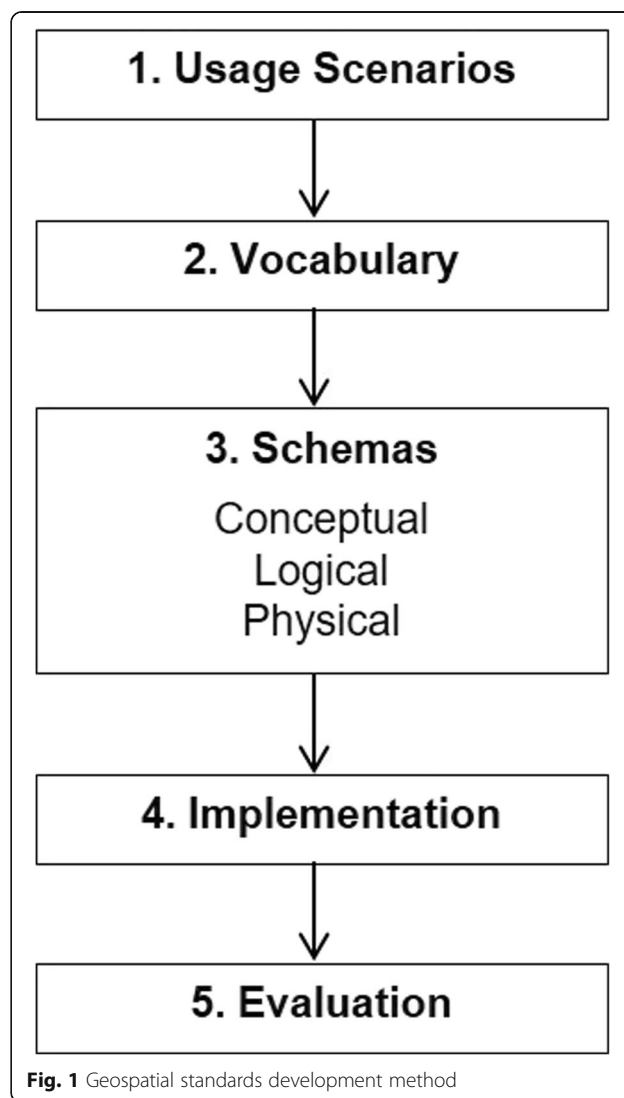 1. Usage Scenarios
2. Vocabulary
3. Schemas
Conceptual
Logical
Physical
4. Implementation
5. Evaluation
Fig. 1 Geospatial standards development method